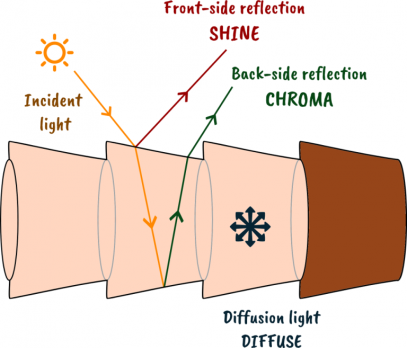 Front-side reflection
SHINE
Back-side reflection
CHROMA
Incident
light
Diffusion light
DIFFUSE